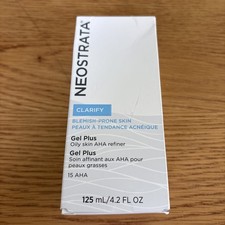 NEOSTRATA®
CLARIFY
BLEMISH-PRONE SKIN
PEAUX À TENDANCE ACNÉIQUE
Gel Plus
Oily skin AHA refiner
Gel Plus
Soin affinant aux AHA pour
peaux grasses
15 AHA
125 mL/4.2 FL OZ